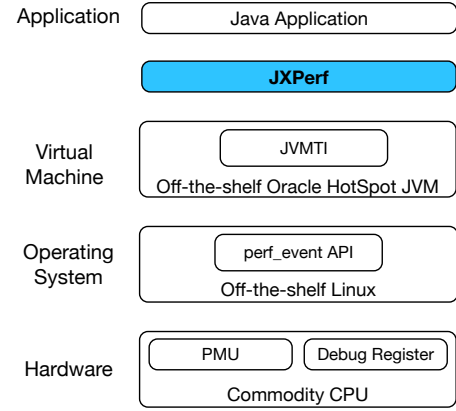 Application
Java Application
JXPerf
Virtual
Machine
JVMTI
Off-the-shelf Oracle HotSpot JVM
Operating
System
perf_event API
Off-the-shelf Linux
Hardware
PMU
Debug Register
Commodity CPU